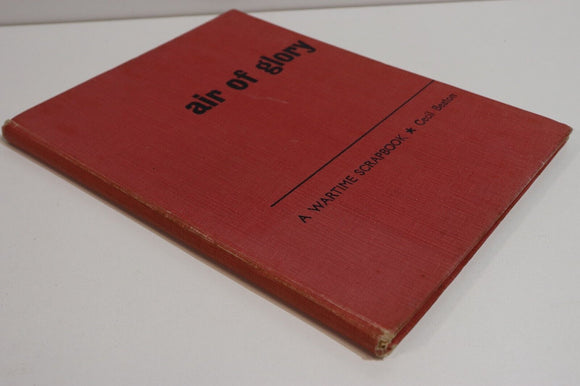 air of glory
A WARTIME SCRAPBOOK ★ Cecil Beaton